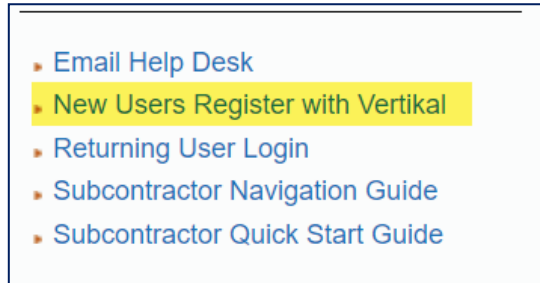 Email Help Desk
New Users Register with Vertikal
Returning User Login
Subcontractor Navigation Guide
Subcontractor Quick Start Guide